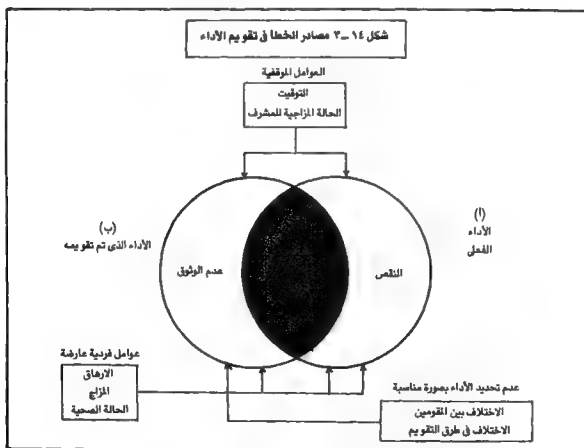 شكل ١٤ – ٣ مصادر الخطأ في تقويم الأداء
العوامل الموقفية
التوقيت
الحالة المزاجية للمشرف
(أ)
الأداء
الفعلى
(ب)
الأداء الذى تم تقويمه
النقص
عدم الوثوق
عوامل فردية عارضة
الارهاق
المزاج
الحالة الصحية
عدم تحديد الأداء بصورة مناسبة
الاختلاف بين المقومين
الاختلاف فى طرق التقويم